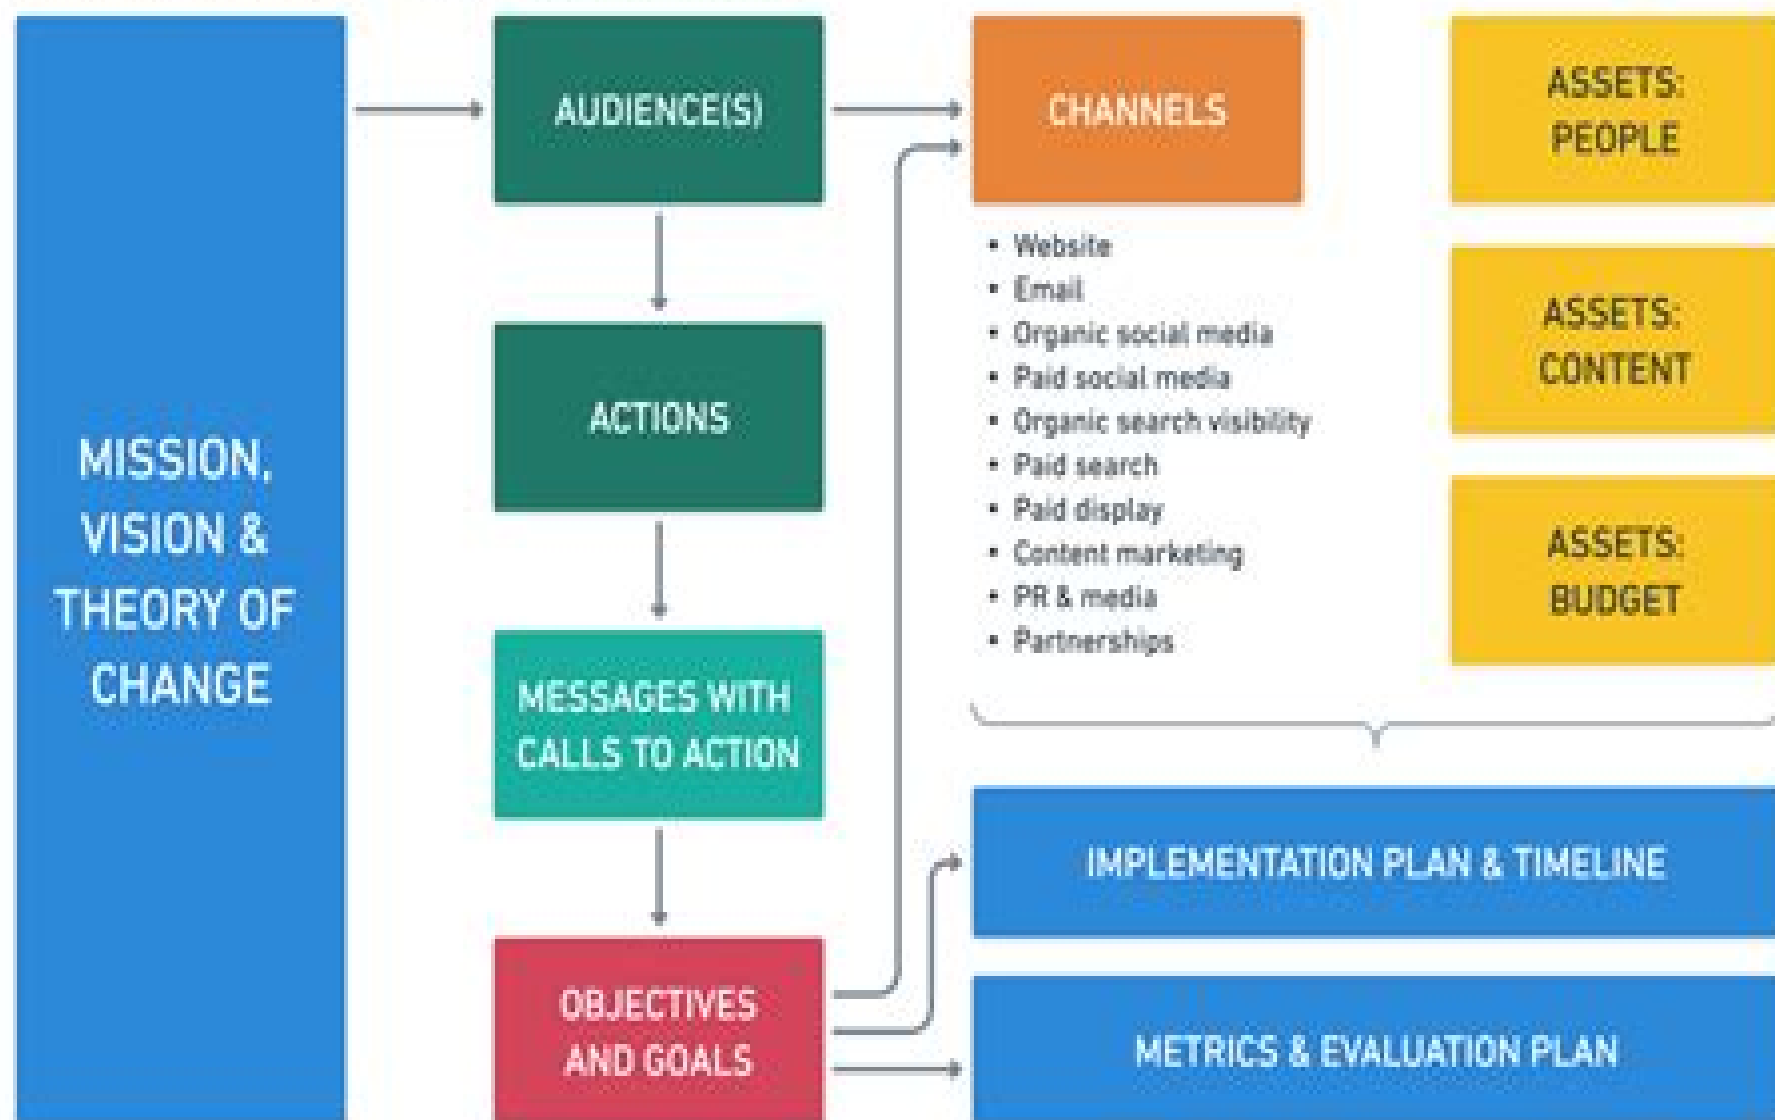 MISSION,
VISION &
THEORY OF
CHANGE
AUDIENCE(S)
ACTIONS
MESSAGES WITH
CALLS TO ACTION
OBJECTIVES
AND GOALS
CHANNELS
• Website
• Email
• Organic social media
• Paid social media
• Organic search visibility
• Paid search
• Paid display
• Content marketing
• PR & media
• Partnerships
ASSETS:
PEOPLE
ASSETS:
CONTENT
ASSETS:
BUDGET
IMPLEMENTATION PLAN & TIMELINE
METRICS & EVALUATION PLAN